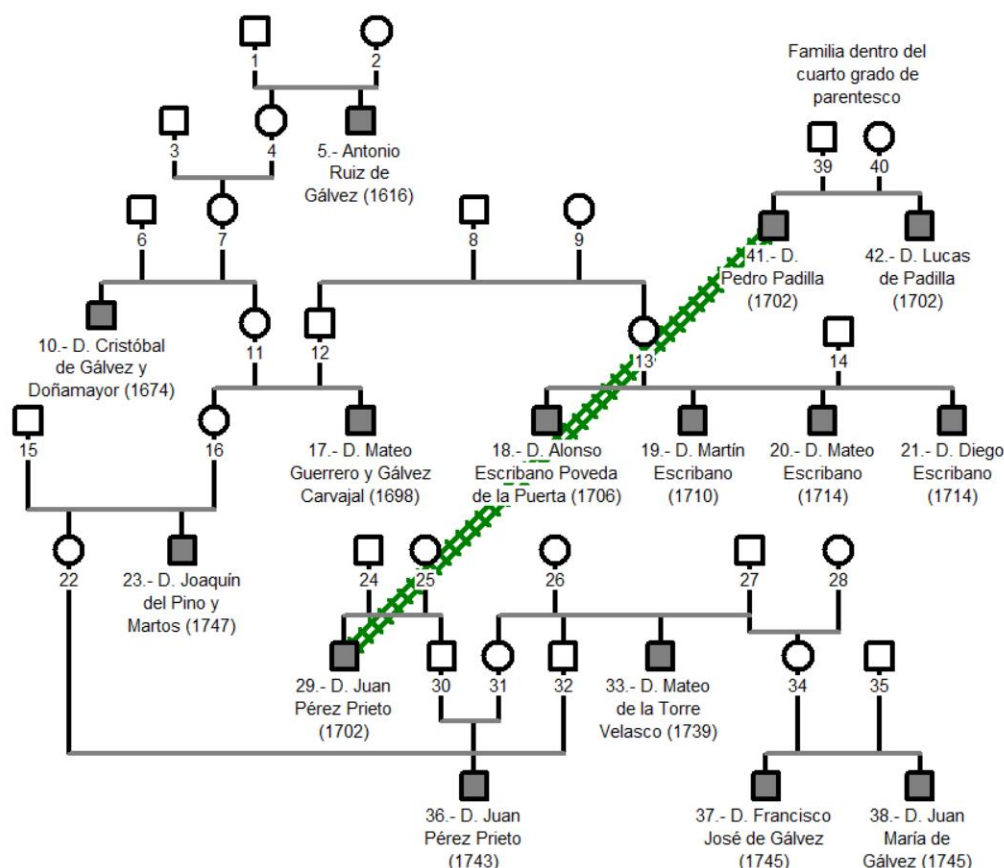 1
2
Familia dentro del
cuarto grado de
parentesco
3
4
5.- Antonio
Ruiz de
Gálvez (1616)
39
40
6
7
8
9
41.- D.
Pedro Padilla
(1702)
42.- D. Lucas
de Padilla
(1702)
10.- D. Cristóbal
de Gálvez y
Doñamayor (1674)
11
12
13
14
15
16
17.- D. Mateo
Guerrero y Gálvez
Carvajal (1698)
18.- D. Alonso
Escribano Poveda
de la Puerta (1706)
19.- D. Martín
Escribano
(1710)
20.- D. Mateo
Escribano
(1714)
21.- D. Diego
Escribano
(1714)
22
23.- D. Joaquín
del Pino y
Martos (1747)
24
25
26
27
28
29.- D. Juan
Pérez Prieto
(1702)
30
31
32
33.- D. Mateo
de la Torre
Velasco (1739)
34
35
36.- D. Juan
Pérez Prieto
(1743)
37.- D. Francisco
José de Gálvez
(1745)
38.- D. Juan
María de
Gálvez (1745)